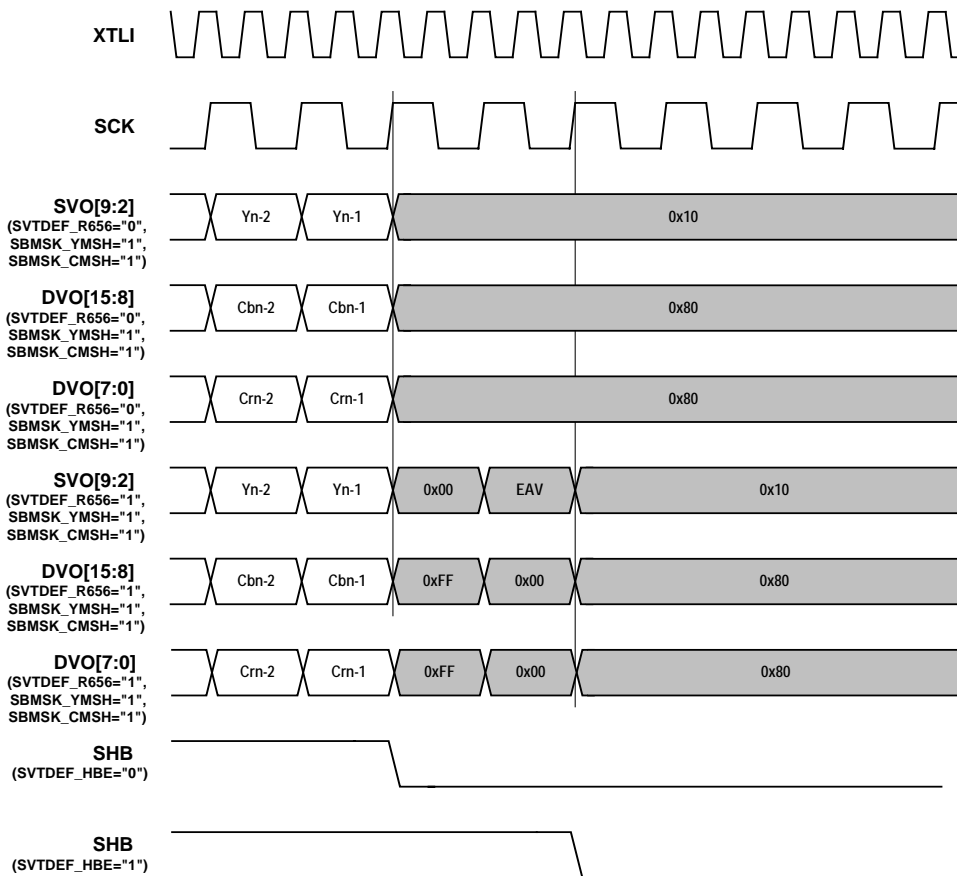 XTLI
SCK
SVO[9:2]
(SVTDEF_R656="0",
SBMSK_YMSH="1",
SBMSK_CMSH="1")
Yn-2 Yn-1 0x10
DVO[15:8]
(SVTDEF_R656="0",
SBMSK_YMSH="1",
SBMSK_CMSH="1")
Cbn-2 Cbn-1 0x80
DVO[7:0]
(SVTDEF_R656="0",
SBMSK_YMSH="1",
SBMSK_CMSH="1")
Crn-2 Crn-1 0x80
SVO[9:2]
(SVTDEF_R656="1",
SBMSK_YMSH="1",
SBMSK_CMSH="1")
Yn-2 Yn-1 0x00 EAV 0x10
DVO[15:8]
(SVTDEF_R656="1",
SBMSK_YMSH="1",
SBMSK_CMSH="1")
Cbn-2 Cbn-1 0xFF 0x00 0x80
DVO[7:0]
(SVTDEF_R656="1",
SBMSK_YMSH="1",
SBMSK_CMSH="1")
Crn-2 Crn-1 0xFF 0x00 0x80
SHB
(SVTDEF_HBE="0")
SHB
(SVTDEF_HBE="1")